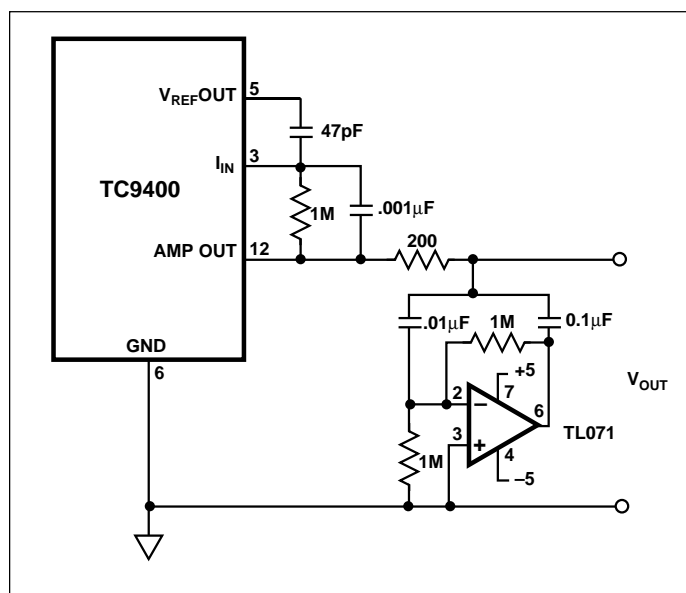 V_REFOUT
5
47pF
I_IN
3
TC9400
1M
.001µF
AMP OUT
12
200
GND
6
.01µF
1M
0.1µF
+5
7
2
–
6
V_OUT
3
+
TL071
4
–5
1M